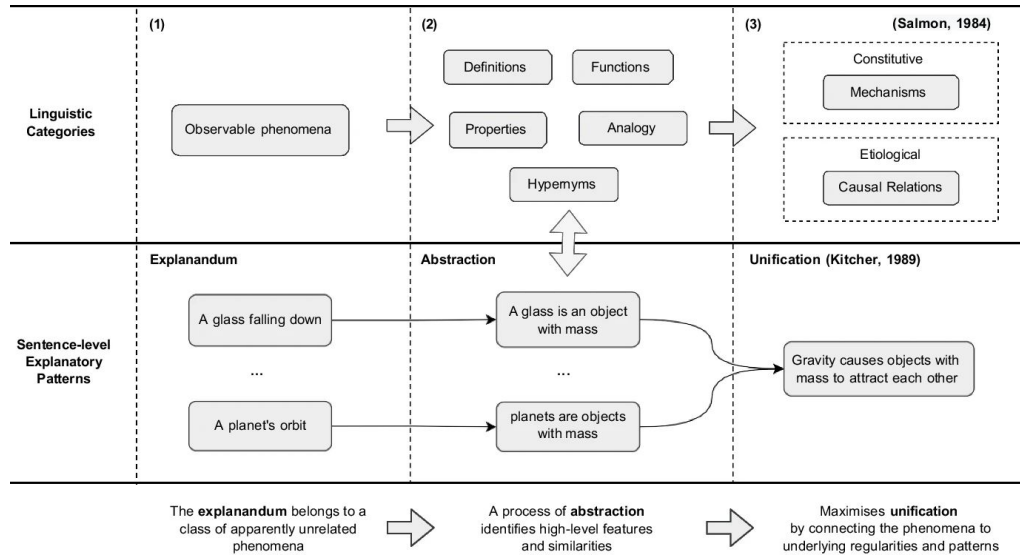 (1)
(2)
(3)
(Salmon, 1984)
Linguistic
Categories
Observable phenomena
Definitions
Functions
Properties
Analogy
Hypernyms
Constitutive
Mechanisms
Etiological
Causal Relations
Explanandum
Abstraction
Unification (Kitcher, 1989)
Sentence-level
Explanatory
Patterns
A glass falling down
...
A planet's orbit
A glass is an object
with mass
...
planets are objects
with mass
Gravity causes objects with
mass to attract each other
The explanandum belongs to a
class of apparently unrelated
phenomena
A process of abstraction
identifies high-level features
and similarities
Maximises unification
by connecting the phenomena to
underlying regularities and patterns